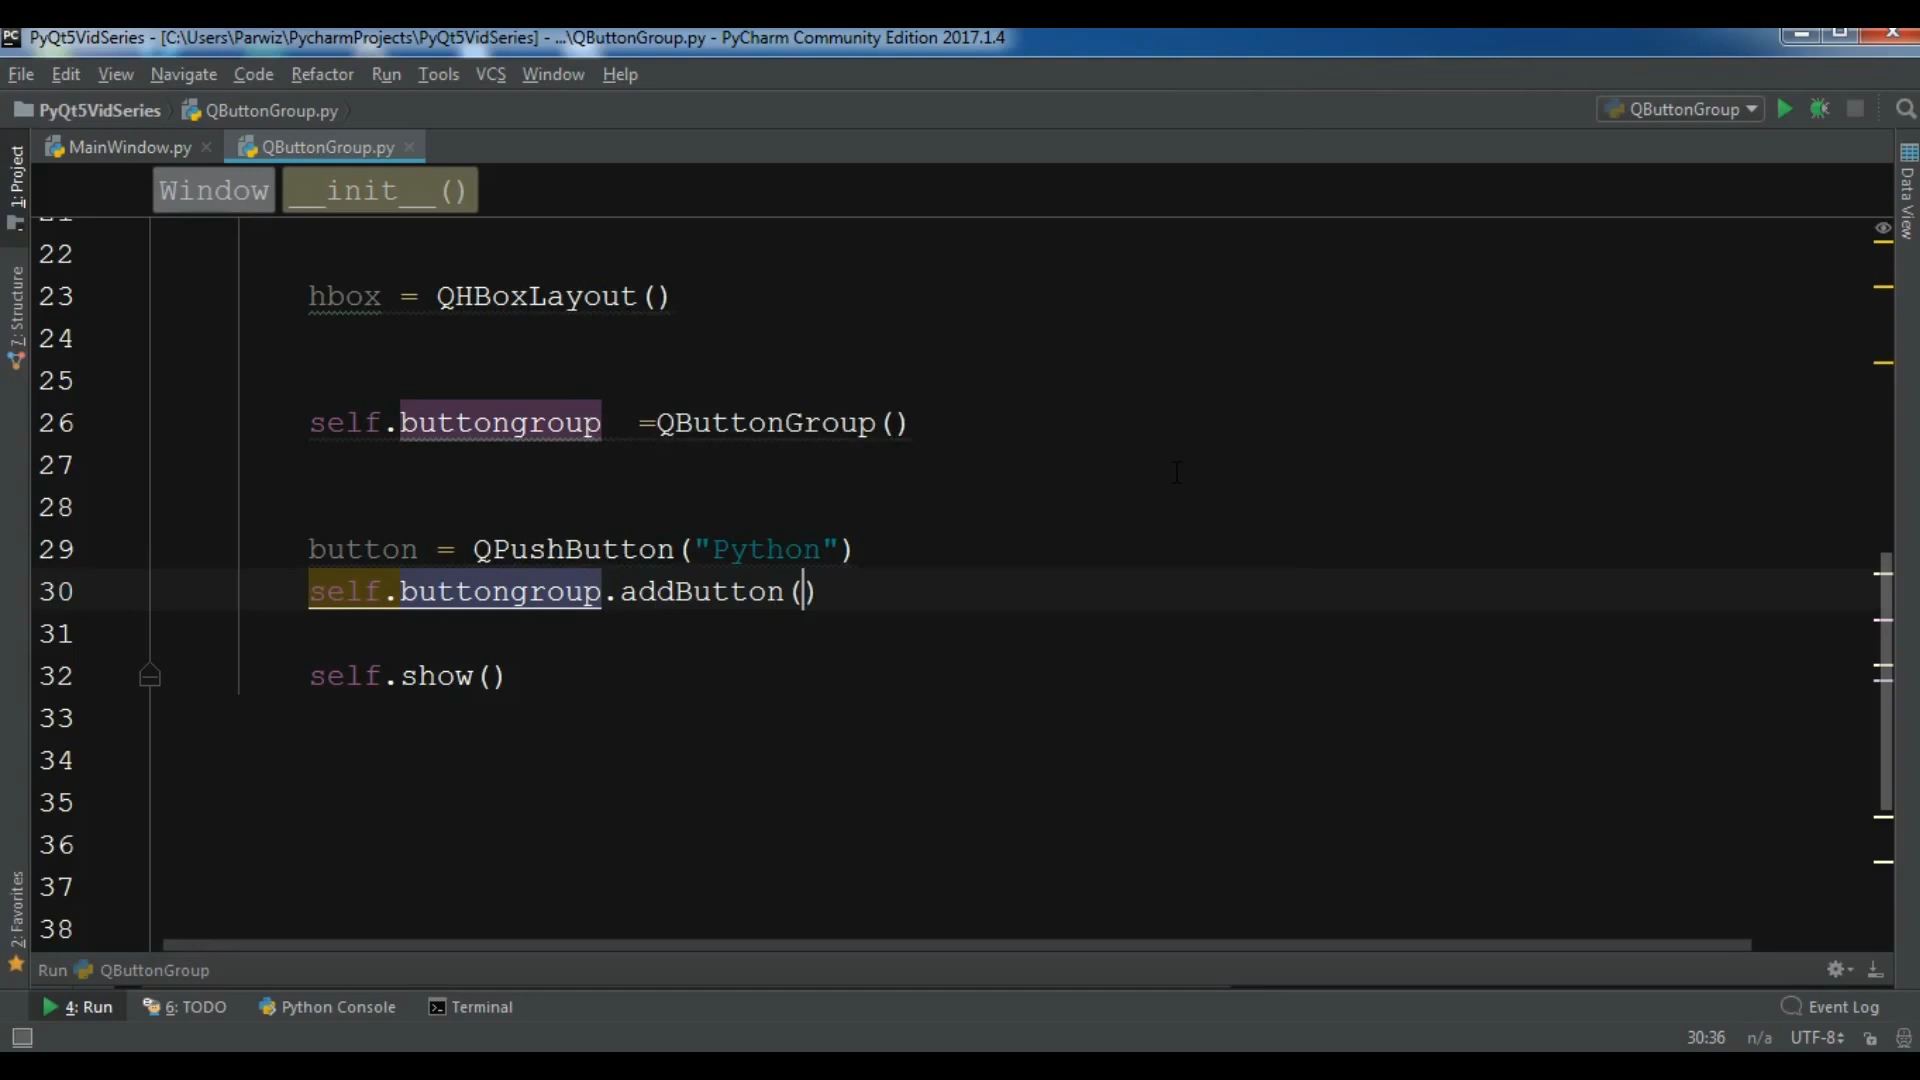 PC PyQt5VidSeries - [C:\Users\Parwiz\PycharmProjects\PyQt5VidSeries] - ...\QButtonGroup.py - PyCharm Community Edition 2017.1.4
File Edit View Navigate Code Refactor Run Tools VCS Window Help
PyQt5VidSeries QButtonGroup.py QButtonGroup
MainWindow.py QButtonGroup.py
1: Project
7: Structure
2: Favorites
Data View
Window __init__()
22
23 hbox = QHBoxLayout()
24
25
26 self.buttongroup =QButtonGroup()
27
28
29 button = QPushButton("Python")
30 self.buttongroup.addButton()
31
32 self.show()
33
34
35
36
37
38
Run QButtonGroup
4: Run 6: TODO Python Console Terminal Event Log
30:36 n/a UTF-8